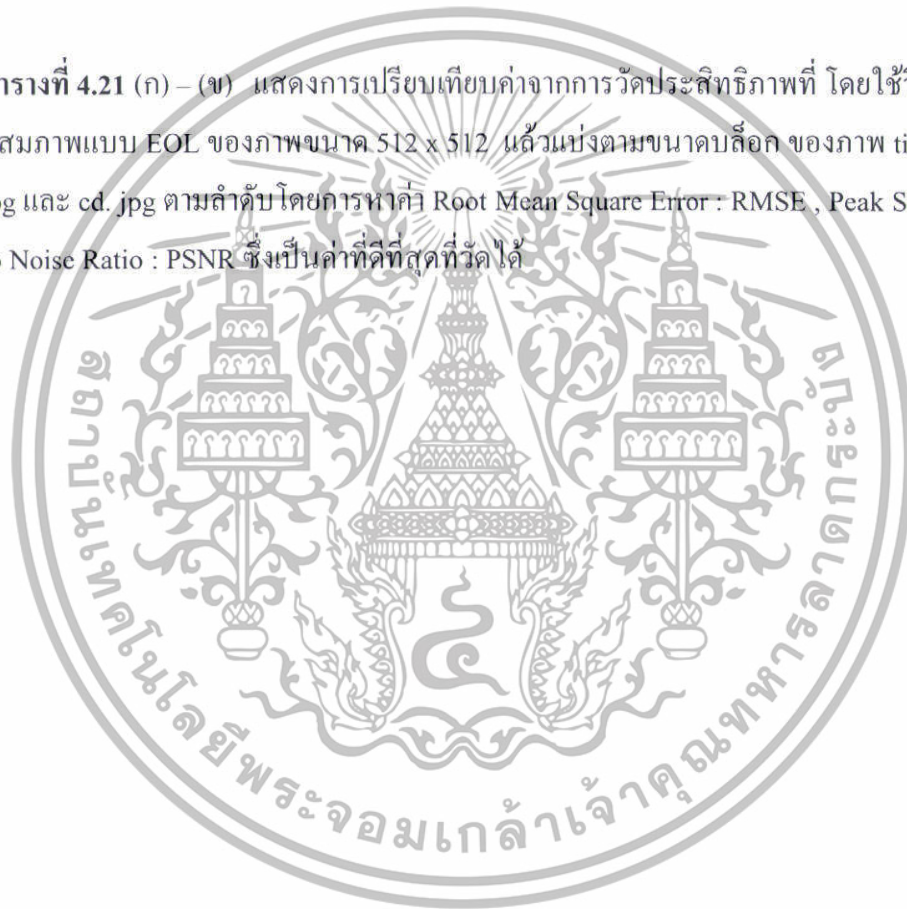 ารางที่ 4.21 (ก) – (ข) แสดงการเปรียบเทียบค่าจากการวัดประสิทธิภาพที่ โดยใช้วิ
สมภาพแบบ EOL ของภาพขนาด 512 x 512 แล้วแบ่งตามขนาดบล็อก ของภาพ ti
og และ cd. jpg ตามลำดับโดยการหาค่า Root Mean Square Error : RMSE , Peak S
o Noise Ratio : PSNR ซึ่งเป็นค่าที่ดีที่สุดที่วัดได้
สถาบันเทคโนโลยีพระจอมเกล้าเจ้าคุณทหารลาดกระบัง